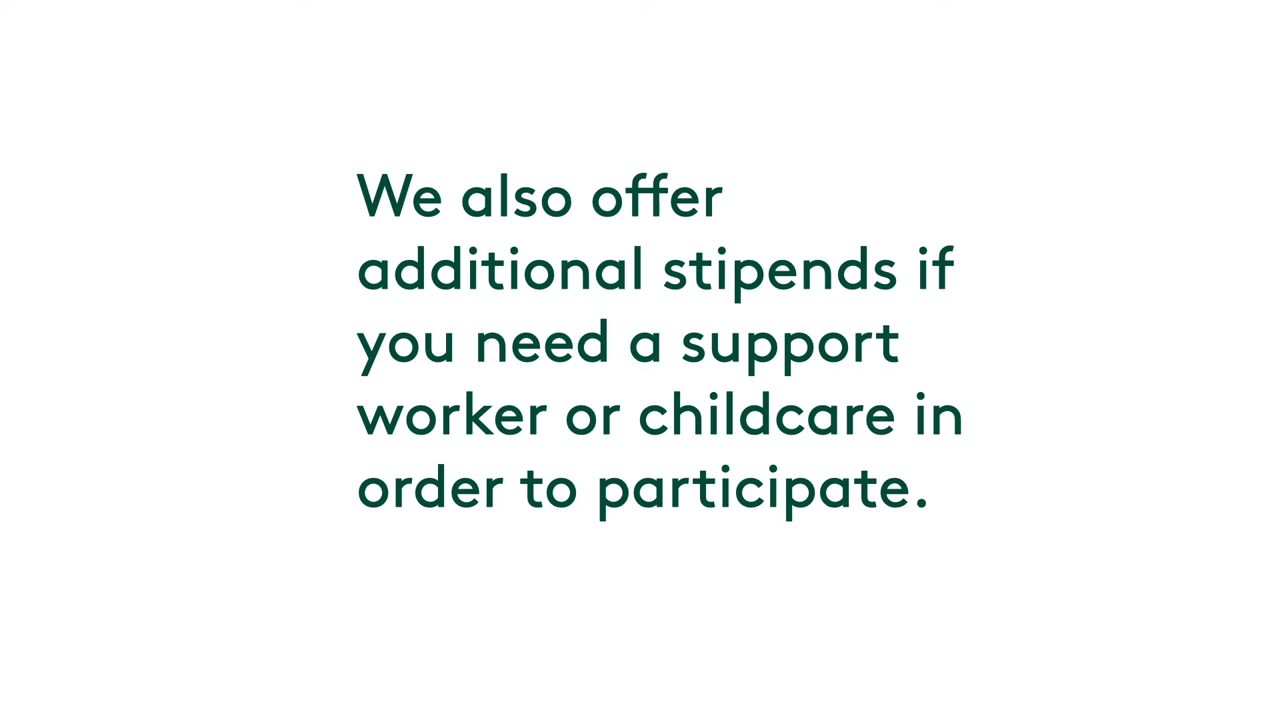 We also offer
additional stipends if
you need a support
worker or childcare in
order to participate.